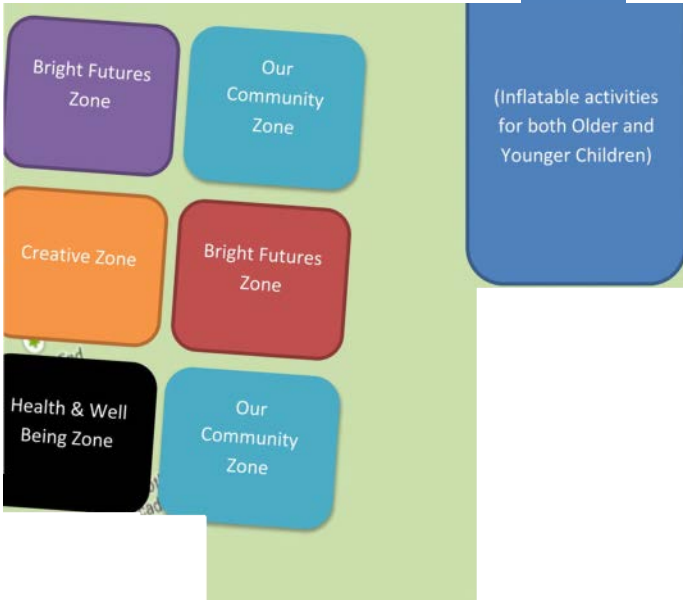 Bright Futures
Zone
Our
Community
Zone
(Inflatable activities
for both Older and
Younger Children)
Creative Zone
Bright Futures
Zone
Health & Well
Being Zone
Our
Community
Zone